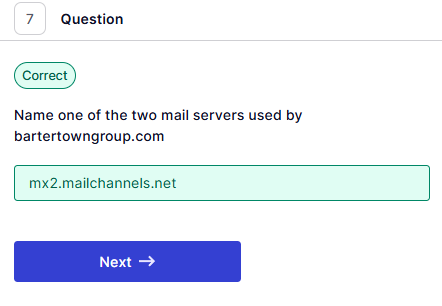 7 Question
Correct
Name one of the two mail servers used by
bartertowngroup.com
mx2.mailchannels.net
Next →